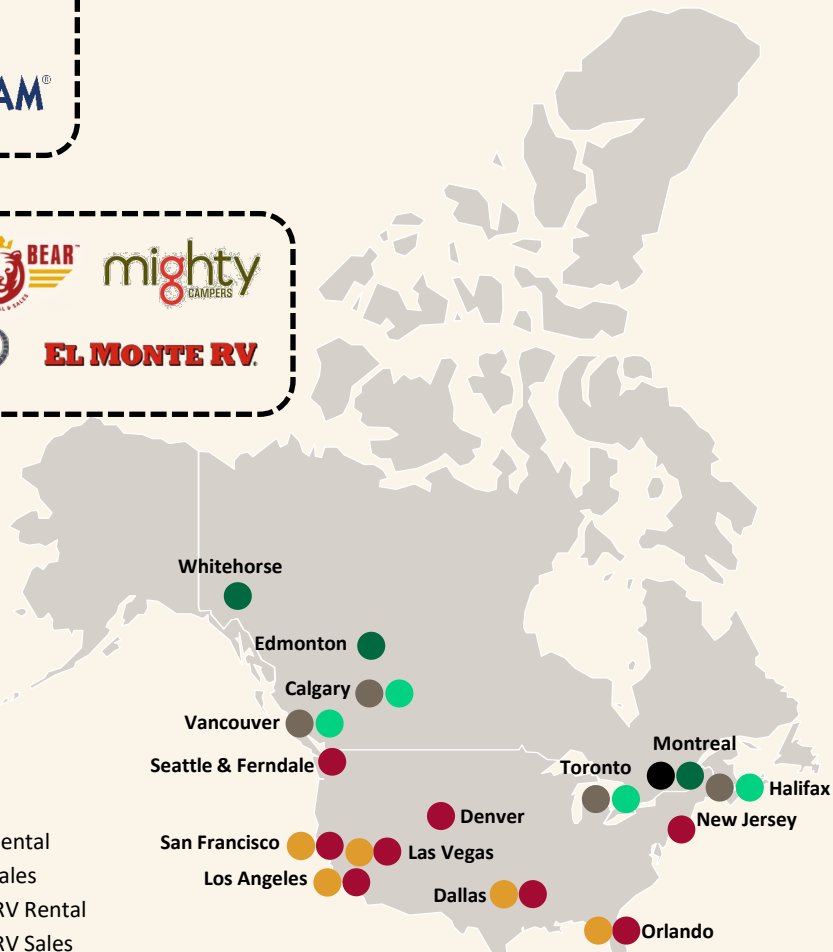 AM®
BEAR™
mighty
CAMPERS
EL MONTE RV
Whitehorse
Edmonton
Calgary
Vancouver
Seattle & Ferndale
Montreal
Toronto
Halifax
Denver
New Jersey
San Francisco
Las Vegas
Los Angeles
Dallas
Orlando
ental
ales
RV Rental
RV Sales